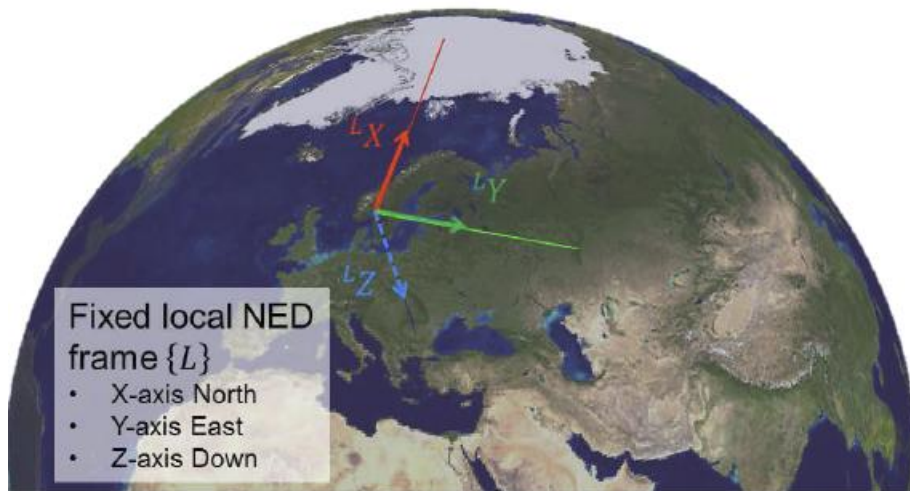 ᴸX
ᴸY
ᴸZ
Fixed local NED
frame {L}
• X-axis North
• Y-axis East
• Z-axis Down